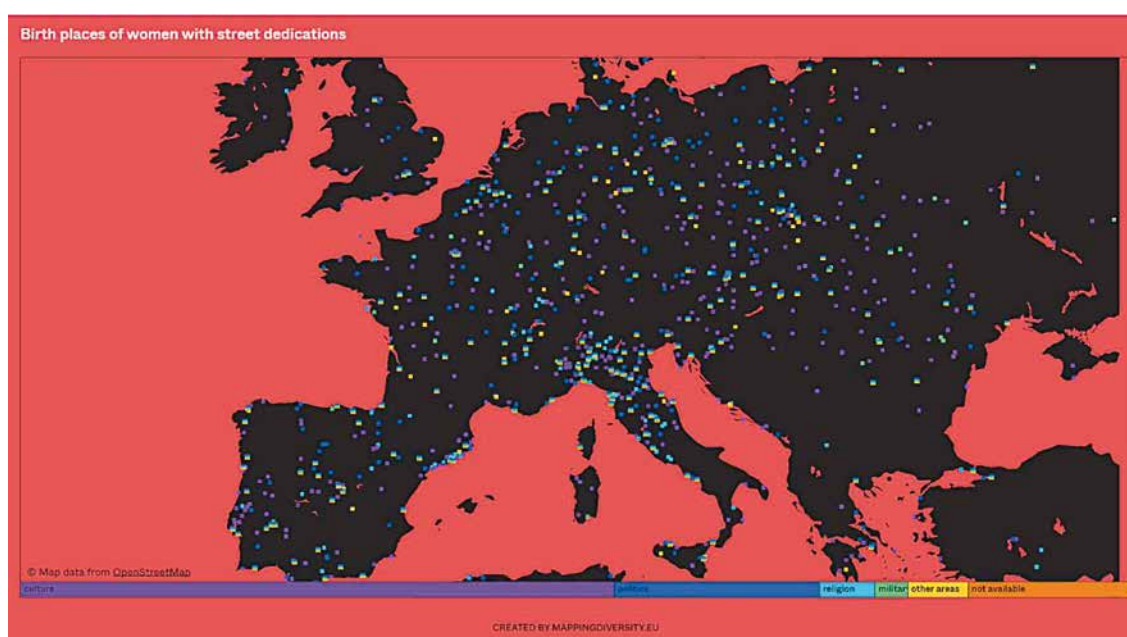 Birth places of women with street dedications
© Map data from OpenStreetMap
culture
politics
religion
militar
other areas
not available
CREATED BY MAPPINGDIVERSITY.EU